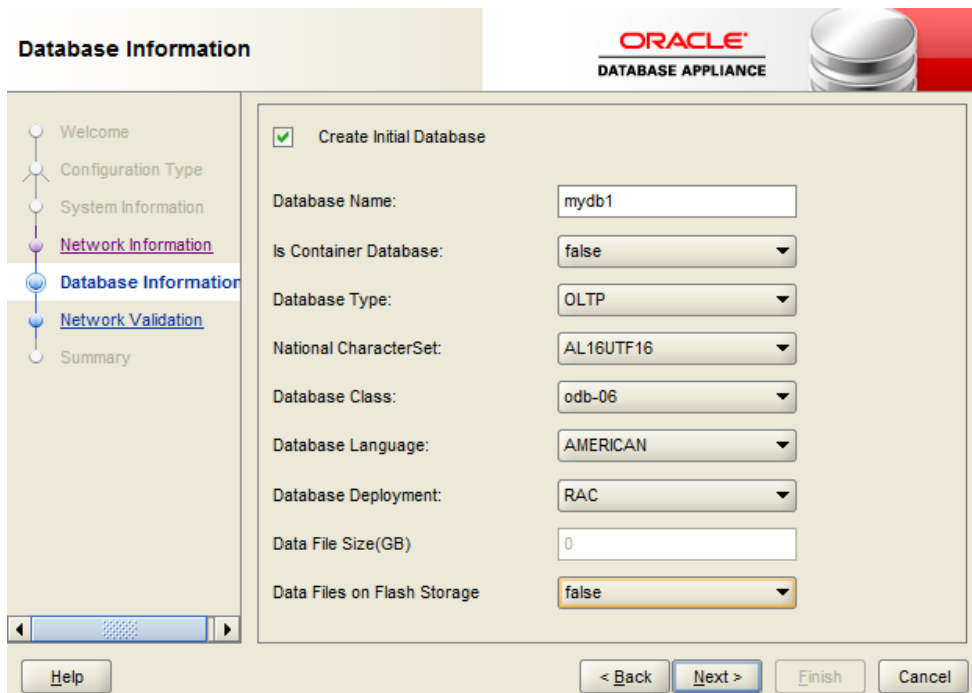 Database Information
ORACLE
DATABASE APPLIANCE
Welcome
Configuration Type
System Information
Network Information
Database Information
Network Validation
Summary
Create Initial Database
Database Name: mydb1
Is Container Database: false
Database Type: OLTP
National CharacterSet: AL16UTF16
Database Class: odb-06
Database Language: AMERICAN
Database Deployment: RAC
Data File Size(GB) 0
Data Files on Flash Storage false
Help
< Back
Next >
Finish
Cancel